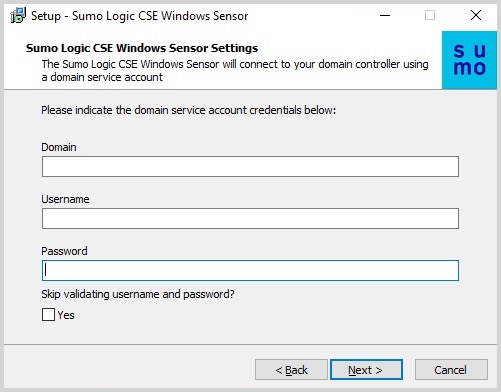 Setup - Sumo Logic CSE Windows Sensor
Sumo Logic CSE Windows Sensor Settings
The Sumo Logic CSE Windows Sensor will connect to your domain controller using
a domain service account
su
mo
Please indicate the domain service account credentials below:
Domain
Username
Password
Skip validating username and password?
Yes
< Back
Next >
Cancel